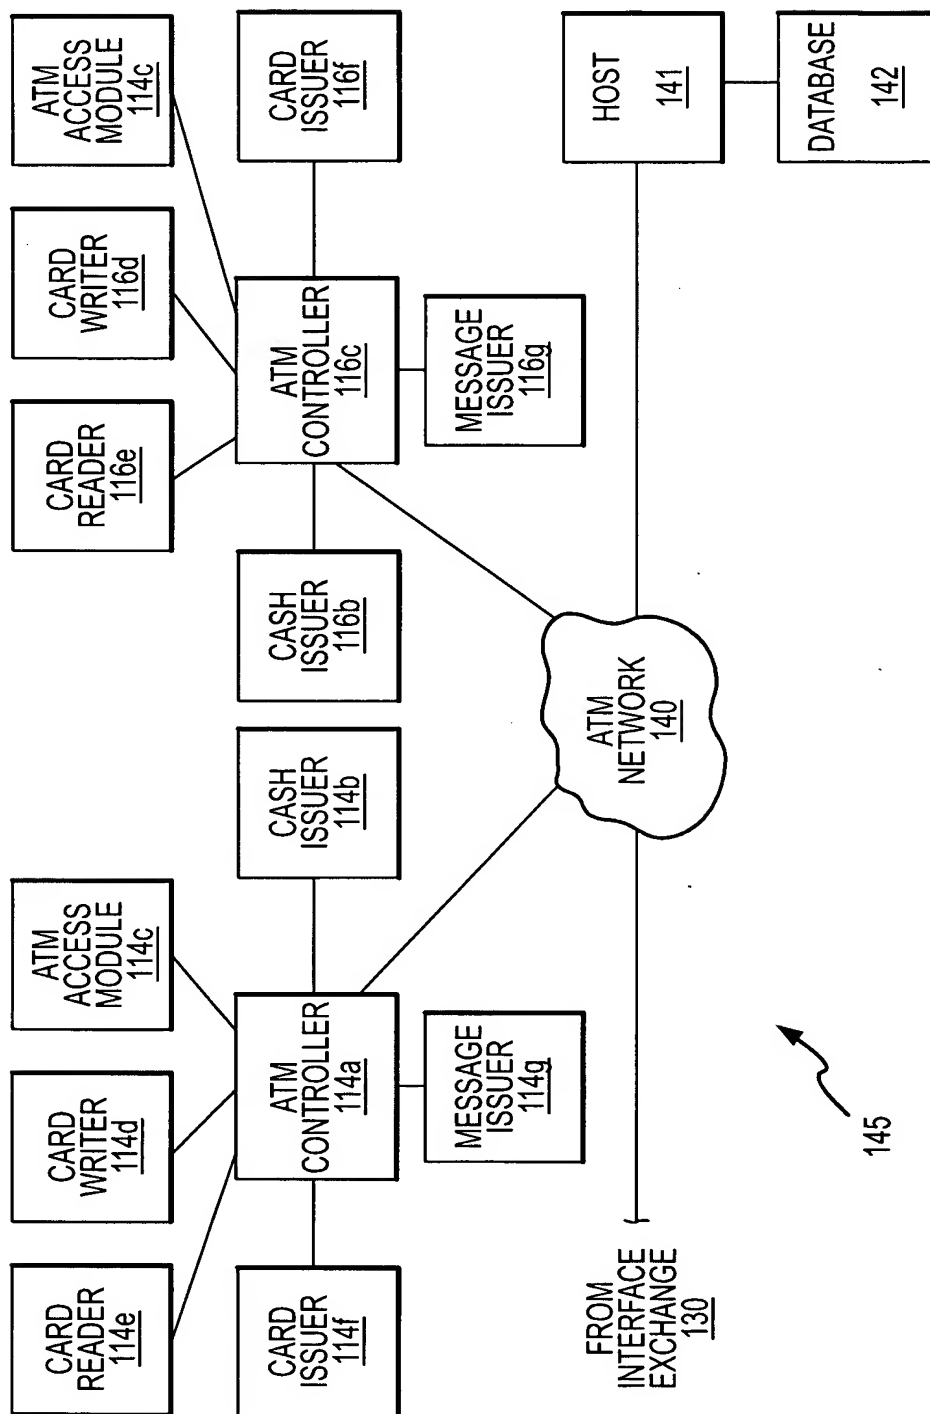 CARD
READER
114e
CARD
WRITER
114d
ATM
ACCESS
MODULE
114c
CARD
READER
116e
CARD
WRITER
116d
ATM
ACCESS
MODULE
114c
CARD
ISSUER
114f
ATM
CONTROLLER
114a
CASH
ISSUER
114b
CASH
ISSUER
116b
ATM
CONTROLLER
116c
CARD
ISSUER
116f
MESSAGE
ISSUER
114g
MESSAGE
ISSUER
116g
FROM
INTERFACE
EXCHANGE
130
ATM
NETWORK
140
HOST
141
DATABASE
142
145